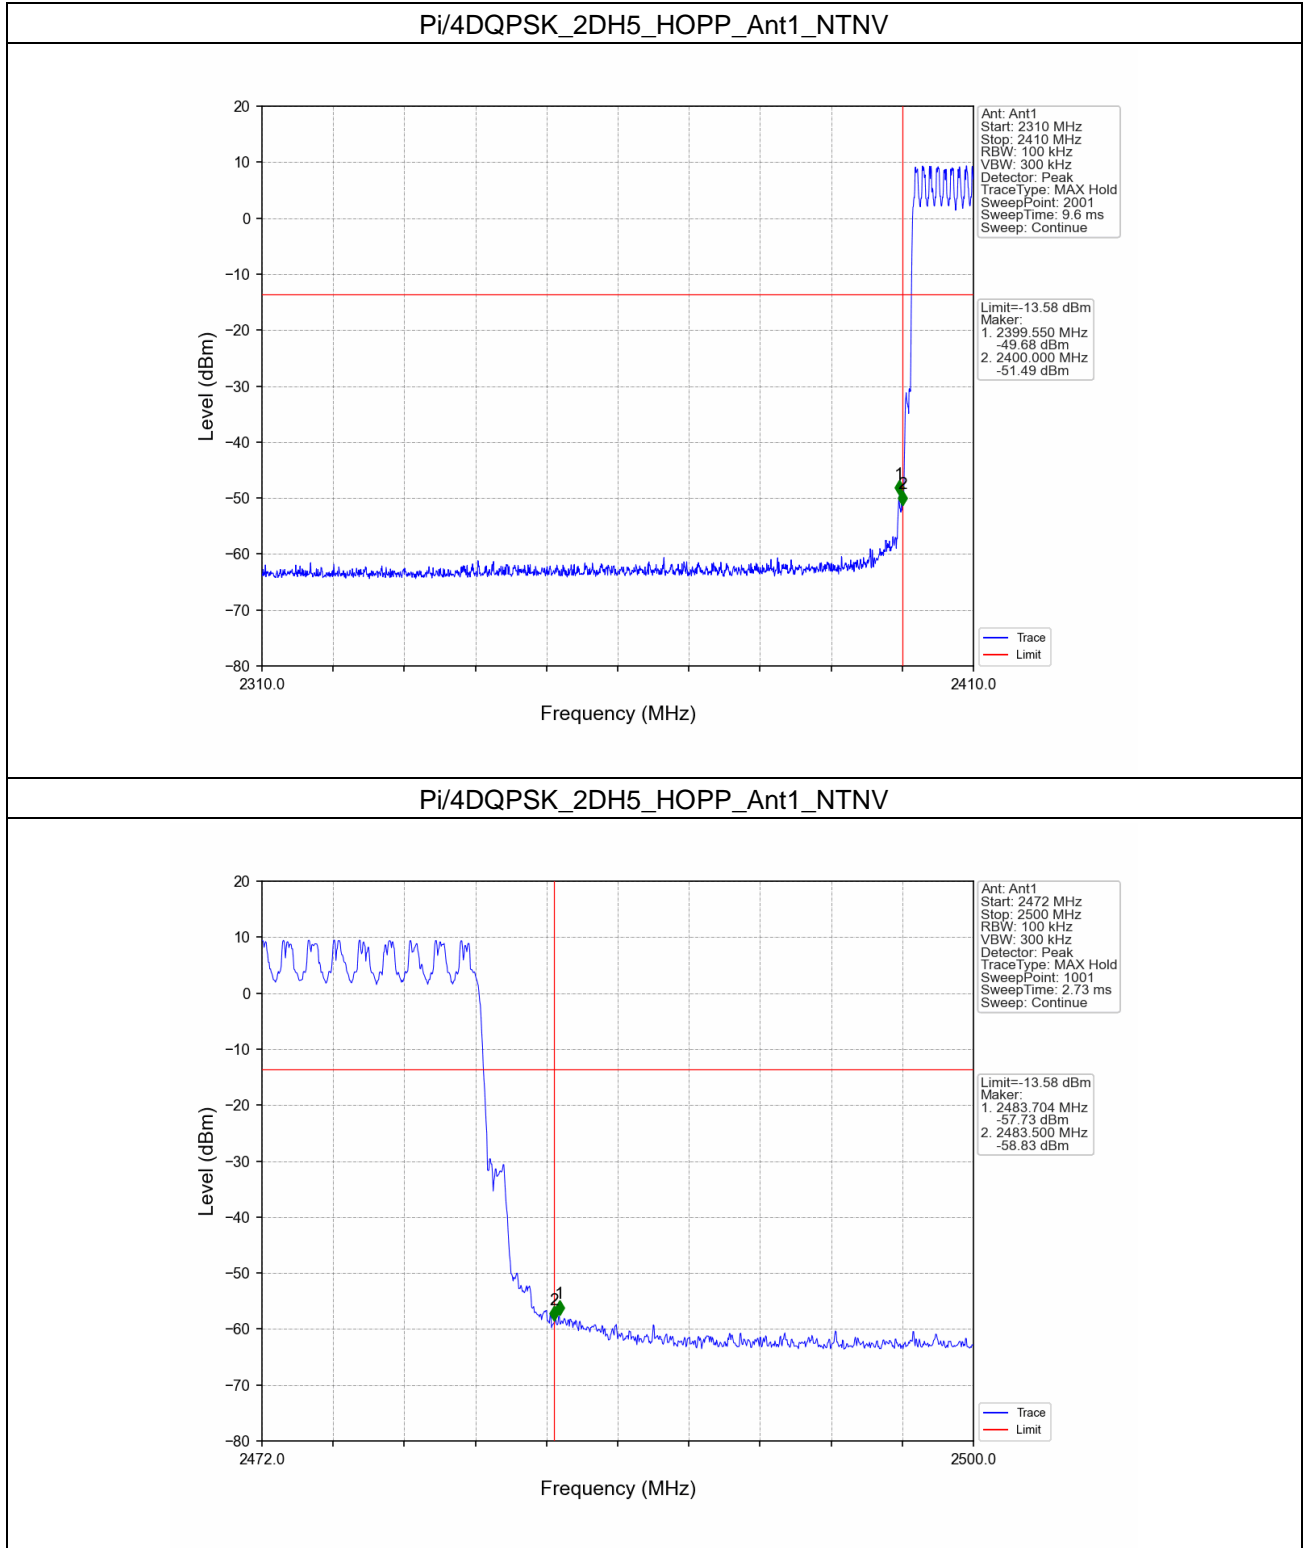 Pi/4DQPSK_2DH5_HOPP_Ant1_NTNV
20
10
0
−10
−20
−30
−40
−50
−60
−70
−80
Level (dBm)
2310.0
2410.0
Frequency (MHz)
1
2
Ant: Ant1
Start: 2310 MHz
Stop: 2410 MHz
RBW: 100 kHz
VBW: 300 kHz
Detector: Peak
TraceType: MAX Hold
SweepPoint: 2001
SweepTime: 9.6 ms
Sweep: Continue
Limit=-13.58 dBm
Maker:
1. 2399.550 MHz
-49.68 dBm
2. 2400.000 MHz
-51.49 dBm
Trace
Limit
Pi/4DQPSK_2DH5_HOPP_Ant1_NTNV
20
10
0
−10
−20
−30
−40
−50
−60
−70
−80
Level (dBm)
2472.0
2500.0
Frequency (MHz)
2
1
Ant: Ant1
Start: 2472 MHz
Stop: 2500 MHz
RBW: 100 kHz
VBW: 300 kHz
Detector: Peak
TraceType: MAX Hold
SweepPoint: 1001
SweepTime: 2.73 ms
Sweep: Continue
Limit=-13.58 dBm
Maker:
1. 2483.704 MHz
-57.73 dBm
2. 2483.500 MHz
-58.83 dBm
Trace
Limit